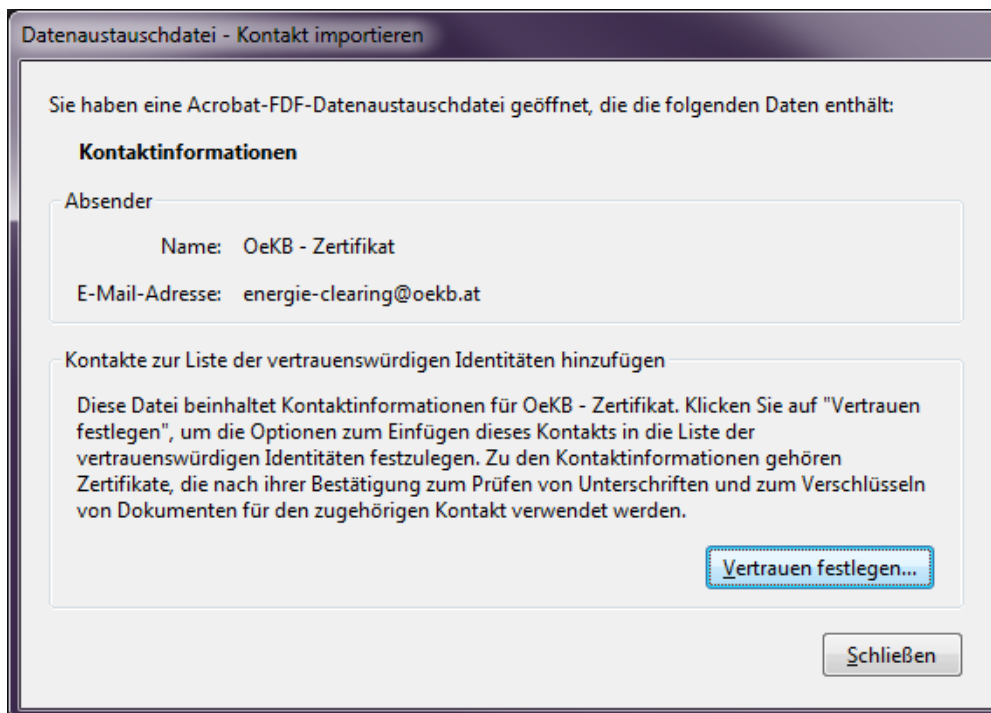 Datenaustauschdatei - Kontakt importieren
Sie haben eine Acrobat-FDF-Datenaustauschdatei geöffnet, die die folgenden Daten enthält:
Kontaktinformationen
Absender
Name: OeKB - Zertifikat
E-Mail-Adresse: energie-clearing@oekb.at
Kontakte zur Liste der vertrauenswürdigen Identitäten hinzufügen
Diese Datei beinhaltet Kontaktinformationen für OeKB - Zertifikat. Klicken Sie auf "Vertrauen
festlegen", um die Optionen zum Einfügen dieses Kontakts in die Liste der
vertrauenswürdigen Identitäten festzulegen. Zu den Kontaktinformationen gehören
Zertifikate, die nach ihrer Bestätigung zum Prüfen von Unterschriften und zum Verschlüsseln
von Dokumenten für den zugehörigen Kontakt verwendet werden.
Vertrauen festlegen...
Schließen